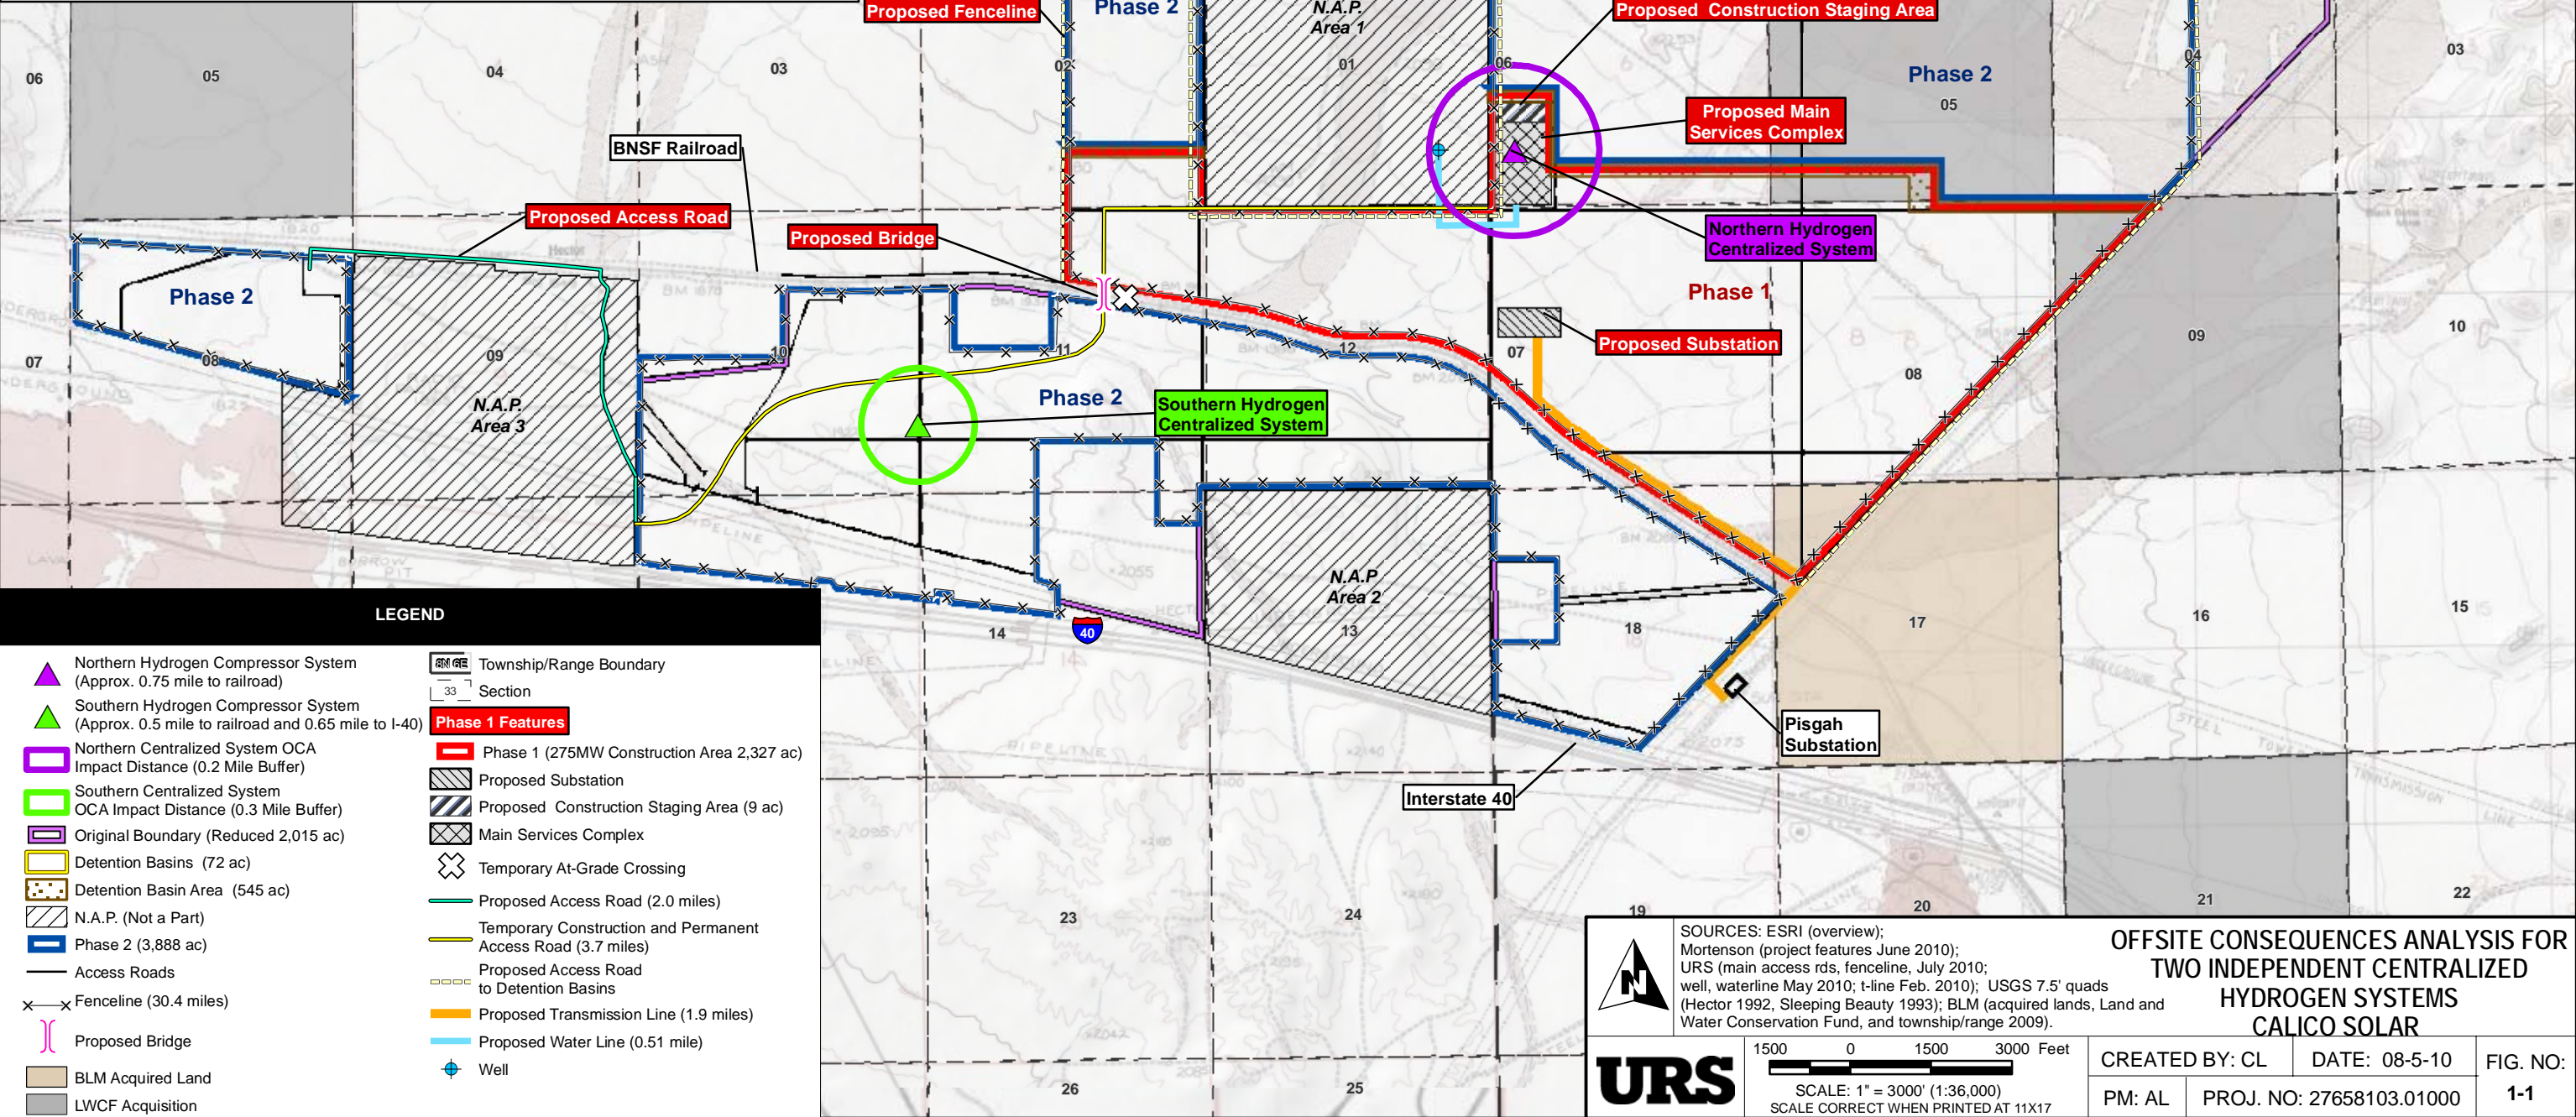 Proposed Fenceline
Phase 2
N.A.P.
Area 1
Proposed  Construction Staging Area
06
05
04
03
02
01
06
Phase 2
05
04
03
BNSF Railroad
Proposed Main
Services Complex
Proposed Access Road
Proposed Bridge
Northern Hydrogen
Centralized System
Hector
Phase 2
Phase 1
Proposed Substation
07
08
09
10
11
12
07
08
09
10
N.A.P.
Area 3
Phase 2
Southern Hydrogen
Centralized System
N.A.P
Area 2
PIPELINE
BORROW
PIT
2055
14
40
13
18
17
16
15
Pisgah
Substation
Interstate 40
PIPELINE
STEEL
TRANSMISSION
LINE
23
24
19
20
21
22
26
25
LEGEND
Northern Hydrogen Compressor System
(Approx. 0.75 mile to railroad)
Southern Hydrogen Compressor System
(Approx. 0.5 mile to railroad and 0.65 mile to I-40)
Northern Centralized System OCA
Impact Distance (0.2 Mile Buffer)
Southern Centralized System
OCA Impact Distance (0.3 Mile Buffer)
Original Boundary (Reduced 2,015 ac)
Detention Basins  (72 ac)
Detention Basin Area  (545 ac)
N.A.P. (Not a Part)
Phase 2 (3,888 ac)
Access Roads
Fenceline (30.4 miles)
Proposed Bridge
BLM Acquired Land
LWCF Acquisition
8N 6E Township/Range Boundary
33 Section
Phase 1 Features
Phase 1 (275MW Construction Area 2,327 ac)
Proposed Substation
Proposed  Construction Staging Area (9 ac)
Main Services Complex
Temporary At-Grade Crossing
Proposed Access Road (2.0 miles)
Temporary Construction and Permanent
Access Road (3.7 miles)
Proposed Access Road
to Detention Basins
Proposed Transmission Line (1.9 miles)
Proposed Water Line (0.51 mile)
Well
N
SOURCES: ESRI (overview);
Mortenson (project features June 2010);
URS (main access rds, fenceline, July 2010;
well, waterline May 2010; t-line Feb. 2010);  USGS 7.5' quads
(Hector 1992, Sleeping Beauty 1993); BLM (acquired lands, Land and
Water Conservation Fund, and township/range 2009).
OFFSITE CONSEQUENCES ANALYSIS FOR
TWO INDEPENDENT CENTRALIZED
HYDROGEN SYSTEMS
CALICO SOLAR
URS
1500 0 1500 3000 Feet
SCALE: 1" = 3000' (1:36,000)
SCALE CORRECT WHEN PRINTED AT 11X17
CREATED BY: CL
DATE:  08-5-10
FIG. NO:
1-1
PM: AL
PROJ. NO: 27658103.01000